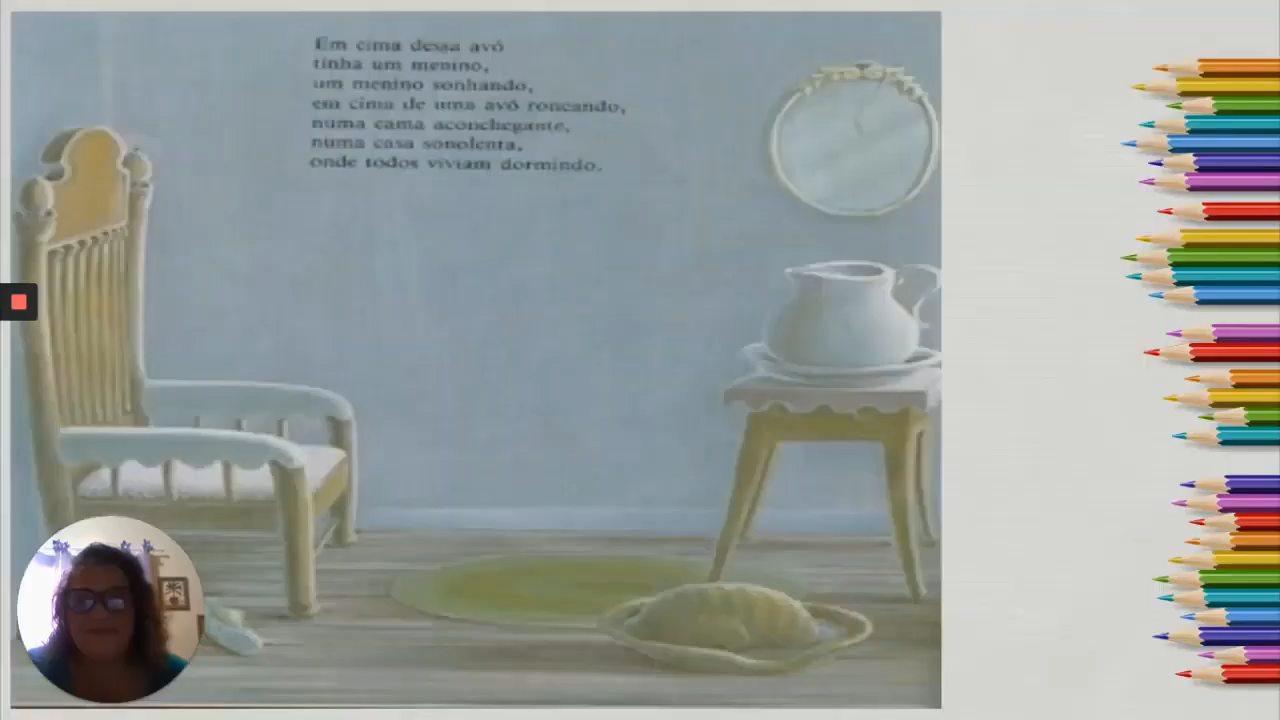 Em cima dessa avó
tinha um menino,
um menino sonhando,
em cima de uma avó roncando,
numa cama aconchegante,
numa casa sonolenta,
onde todos viviam dormindo.